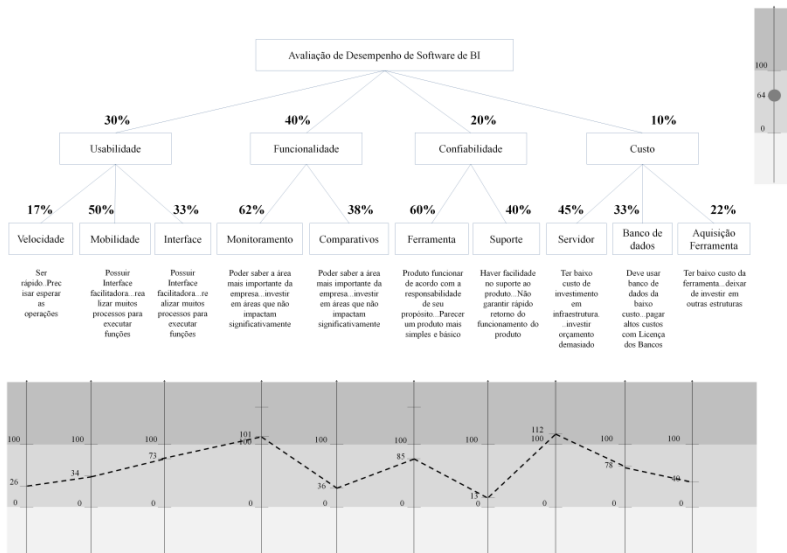 Avaliação de Desempenho de Software de BI
100
64
0
30%
40%
20%
10%
Usabilidade
Funcionalidade
Confiabilidade
Custo
17%
50%
33%
62%
38%
60%
40%
45%
33%
22%
Velocidade
Mobilidade
Interface
Monitoramento
Comparativos
Ferramenta
Suporte
Servidor
Banco de
dados
Aquisição
Ferramenta
Ser
rápido..Prec
isar esperar
as
operações
Possuir
Interface
facilitadora...rea
lizar muitos
processos para
executar
funções
Possuir
Interface
facilitadora...re
alizar muitos
processos para
executar
funções
Poder saber a área
mais importante da
empresa...investir
em áreas que não
impactam
significativamente
Poder saber a área
mais importante da
empresa...investir
em áreas que não
impactam
significativamente
Produto funcionar
de acordo com a
responsabilidade
de seu
propósito...Parecer
um produto mais
simples e básico
Haver facilidade
no suporte ao
produto...Não
garantir rápido
retorno do
funcionamento do
produto
Ter baixo
custo de
investimento
em
infraestrutura.
..investir
orçamento
demasiado
Deve usar
banco de
dados da
baixo
custo...pagar
altos custos
com Licença
dos Bancos
Ter baixo custo da
ferramenta...deixar
de investir em
outras estruturas
100
26
0
100
34
0
100
73
0
101
100
0
100
36
0
100
85
0
100
13
0
112
100
0
100
78
0
100
40
0